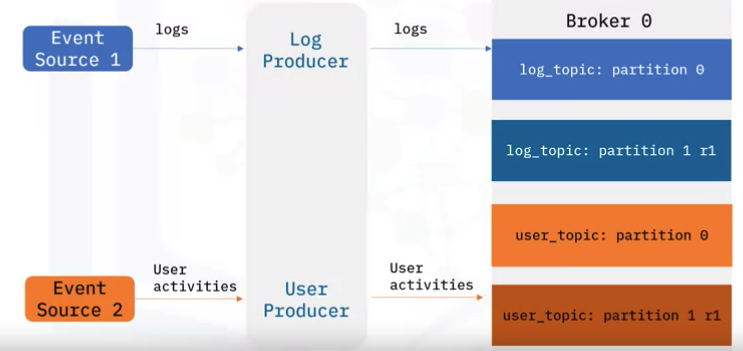 Event
Source 1
logs
Log
Producer
logs
Broker 0
log_topic: partition 0
log_topic: partition 1 r1
user_topic: partition 0
Event
Source 2
User
activities
User
Producer
User
activities
user_topic: partition 1 r1